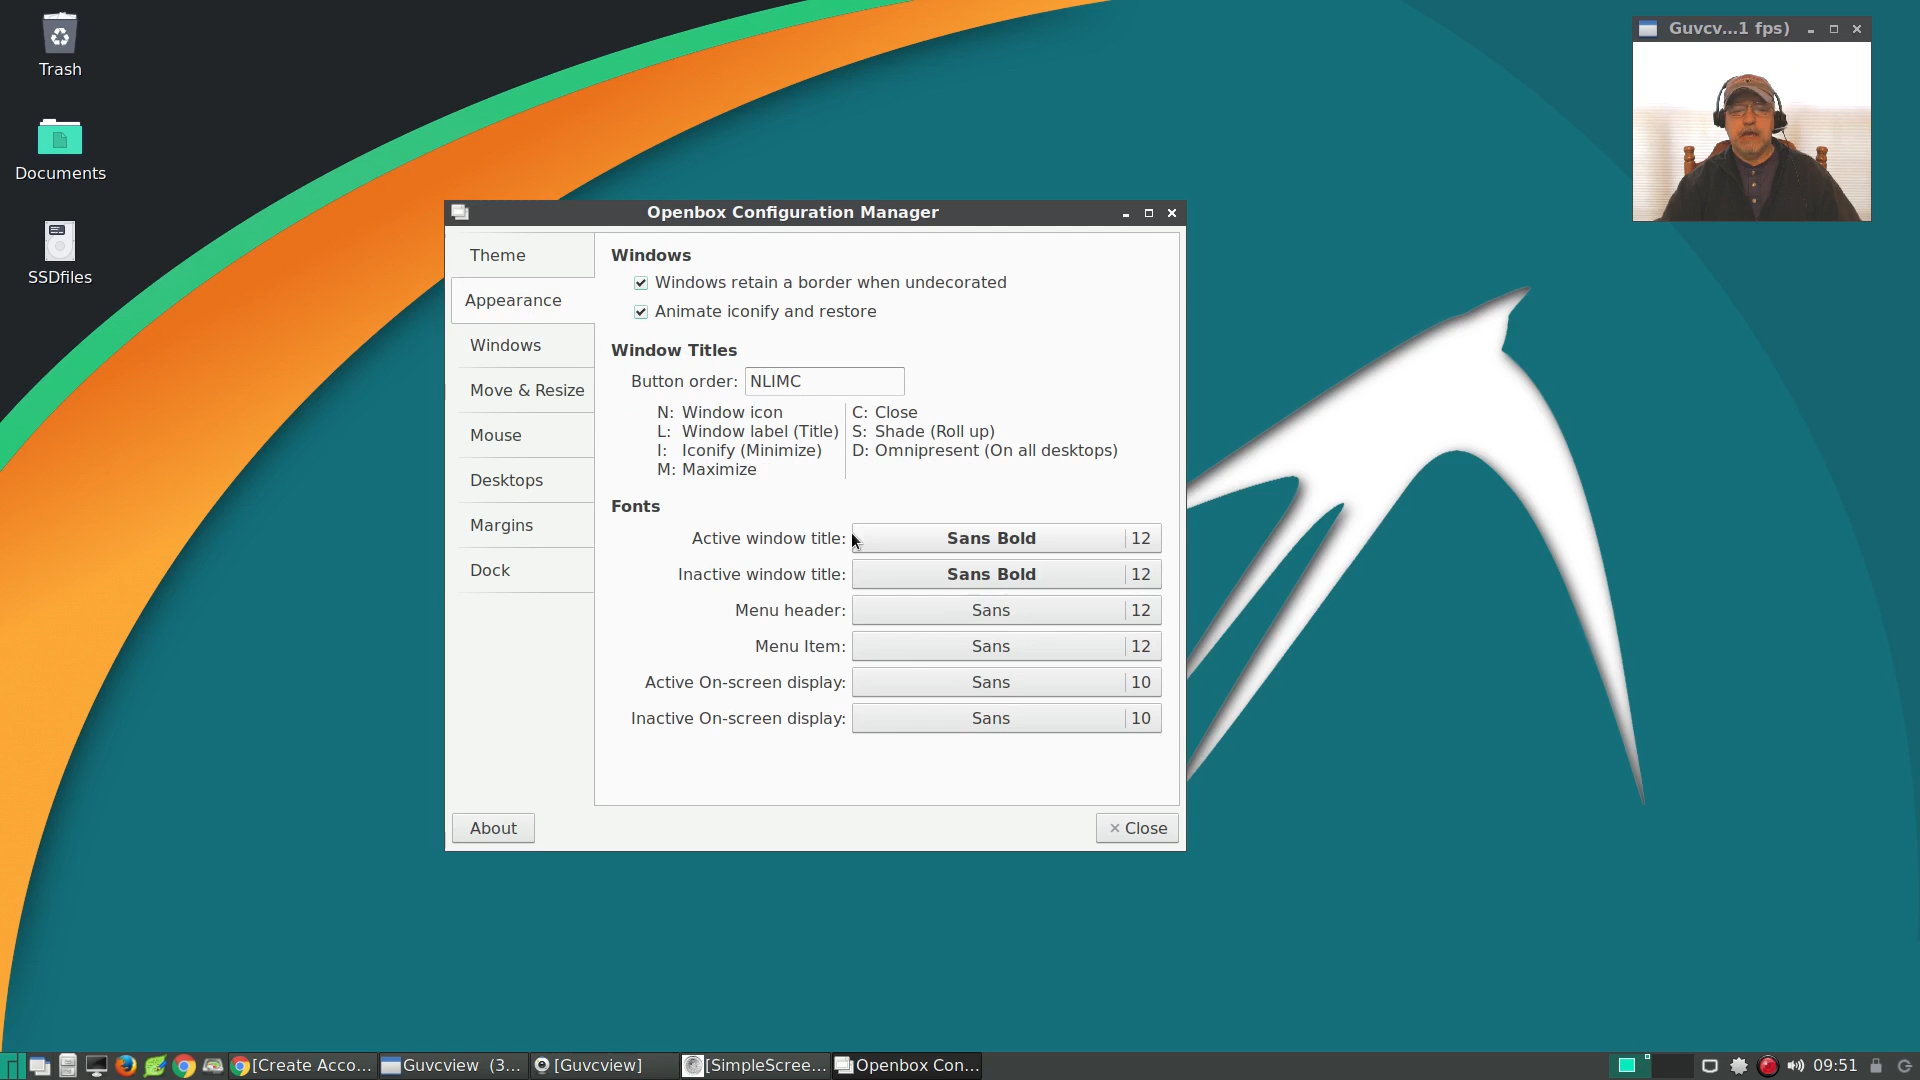 Trash
Documents
SSDfiles
Guvcv...1 fps)
Openbox Configuration Manager
Theme
Appearance
Windows
Move & Resize
Mouse
Desktops
Margins
Dock
Windows
Windows retain a border when undecorated
Animate iconify and restore
Window Titles
Button order: NLIMC
N: Window icon
L: Window label (Title)
I: Iconify (Minimize)
M: Maximize
C: Close
S: Shade (Roll up)
D: Omnipresent (On all desktops)
Fonts
Active window title: Sans Bold 12
Inactive window title: Sans Bold 12
Menu header: Sans 12
Menu Item: Sans 12
Active On-screen display: Sans 10
Inactive On-screen display: Sans 10
About
Close
[Create Acco... Guvcview (3... [Guvcview] [SimpleScree... Openbox Con... 09:51